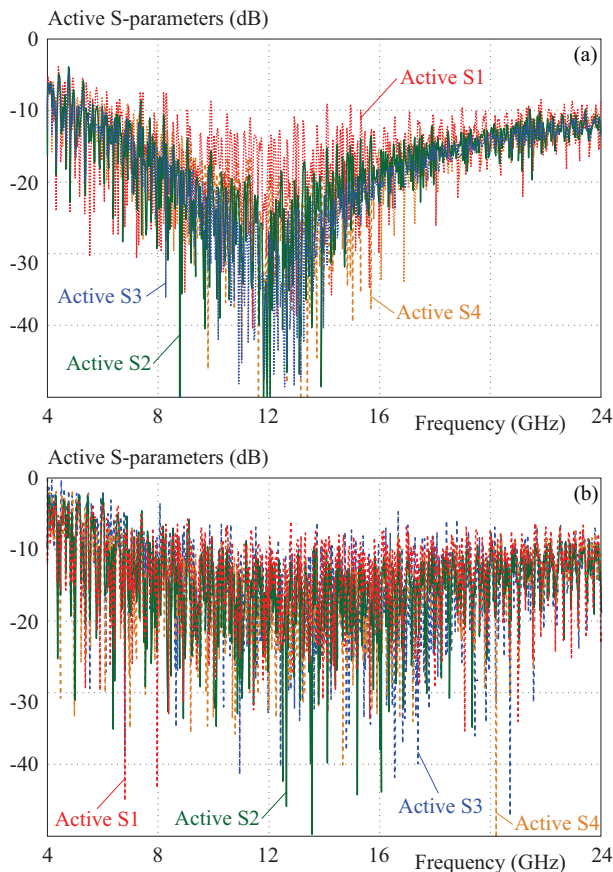 Active S-parameters (dB)
0
(a)
Active S1
-10
-20
-30
Active S3
Active S4
-40
Active S2
4 8 12 16 Frequency (GHz) 24
Active S-parameters (dB)
0
(b)
-10
-20
-30
-40
Active S1
Active S2
Active S3
Active S4
4 8 12 16 24
Frequency (GHz)